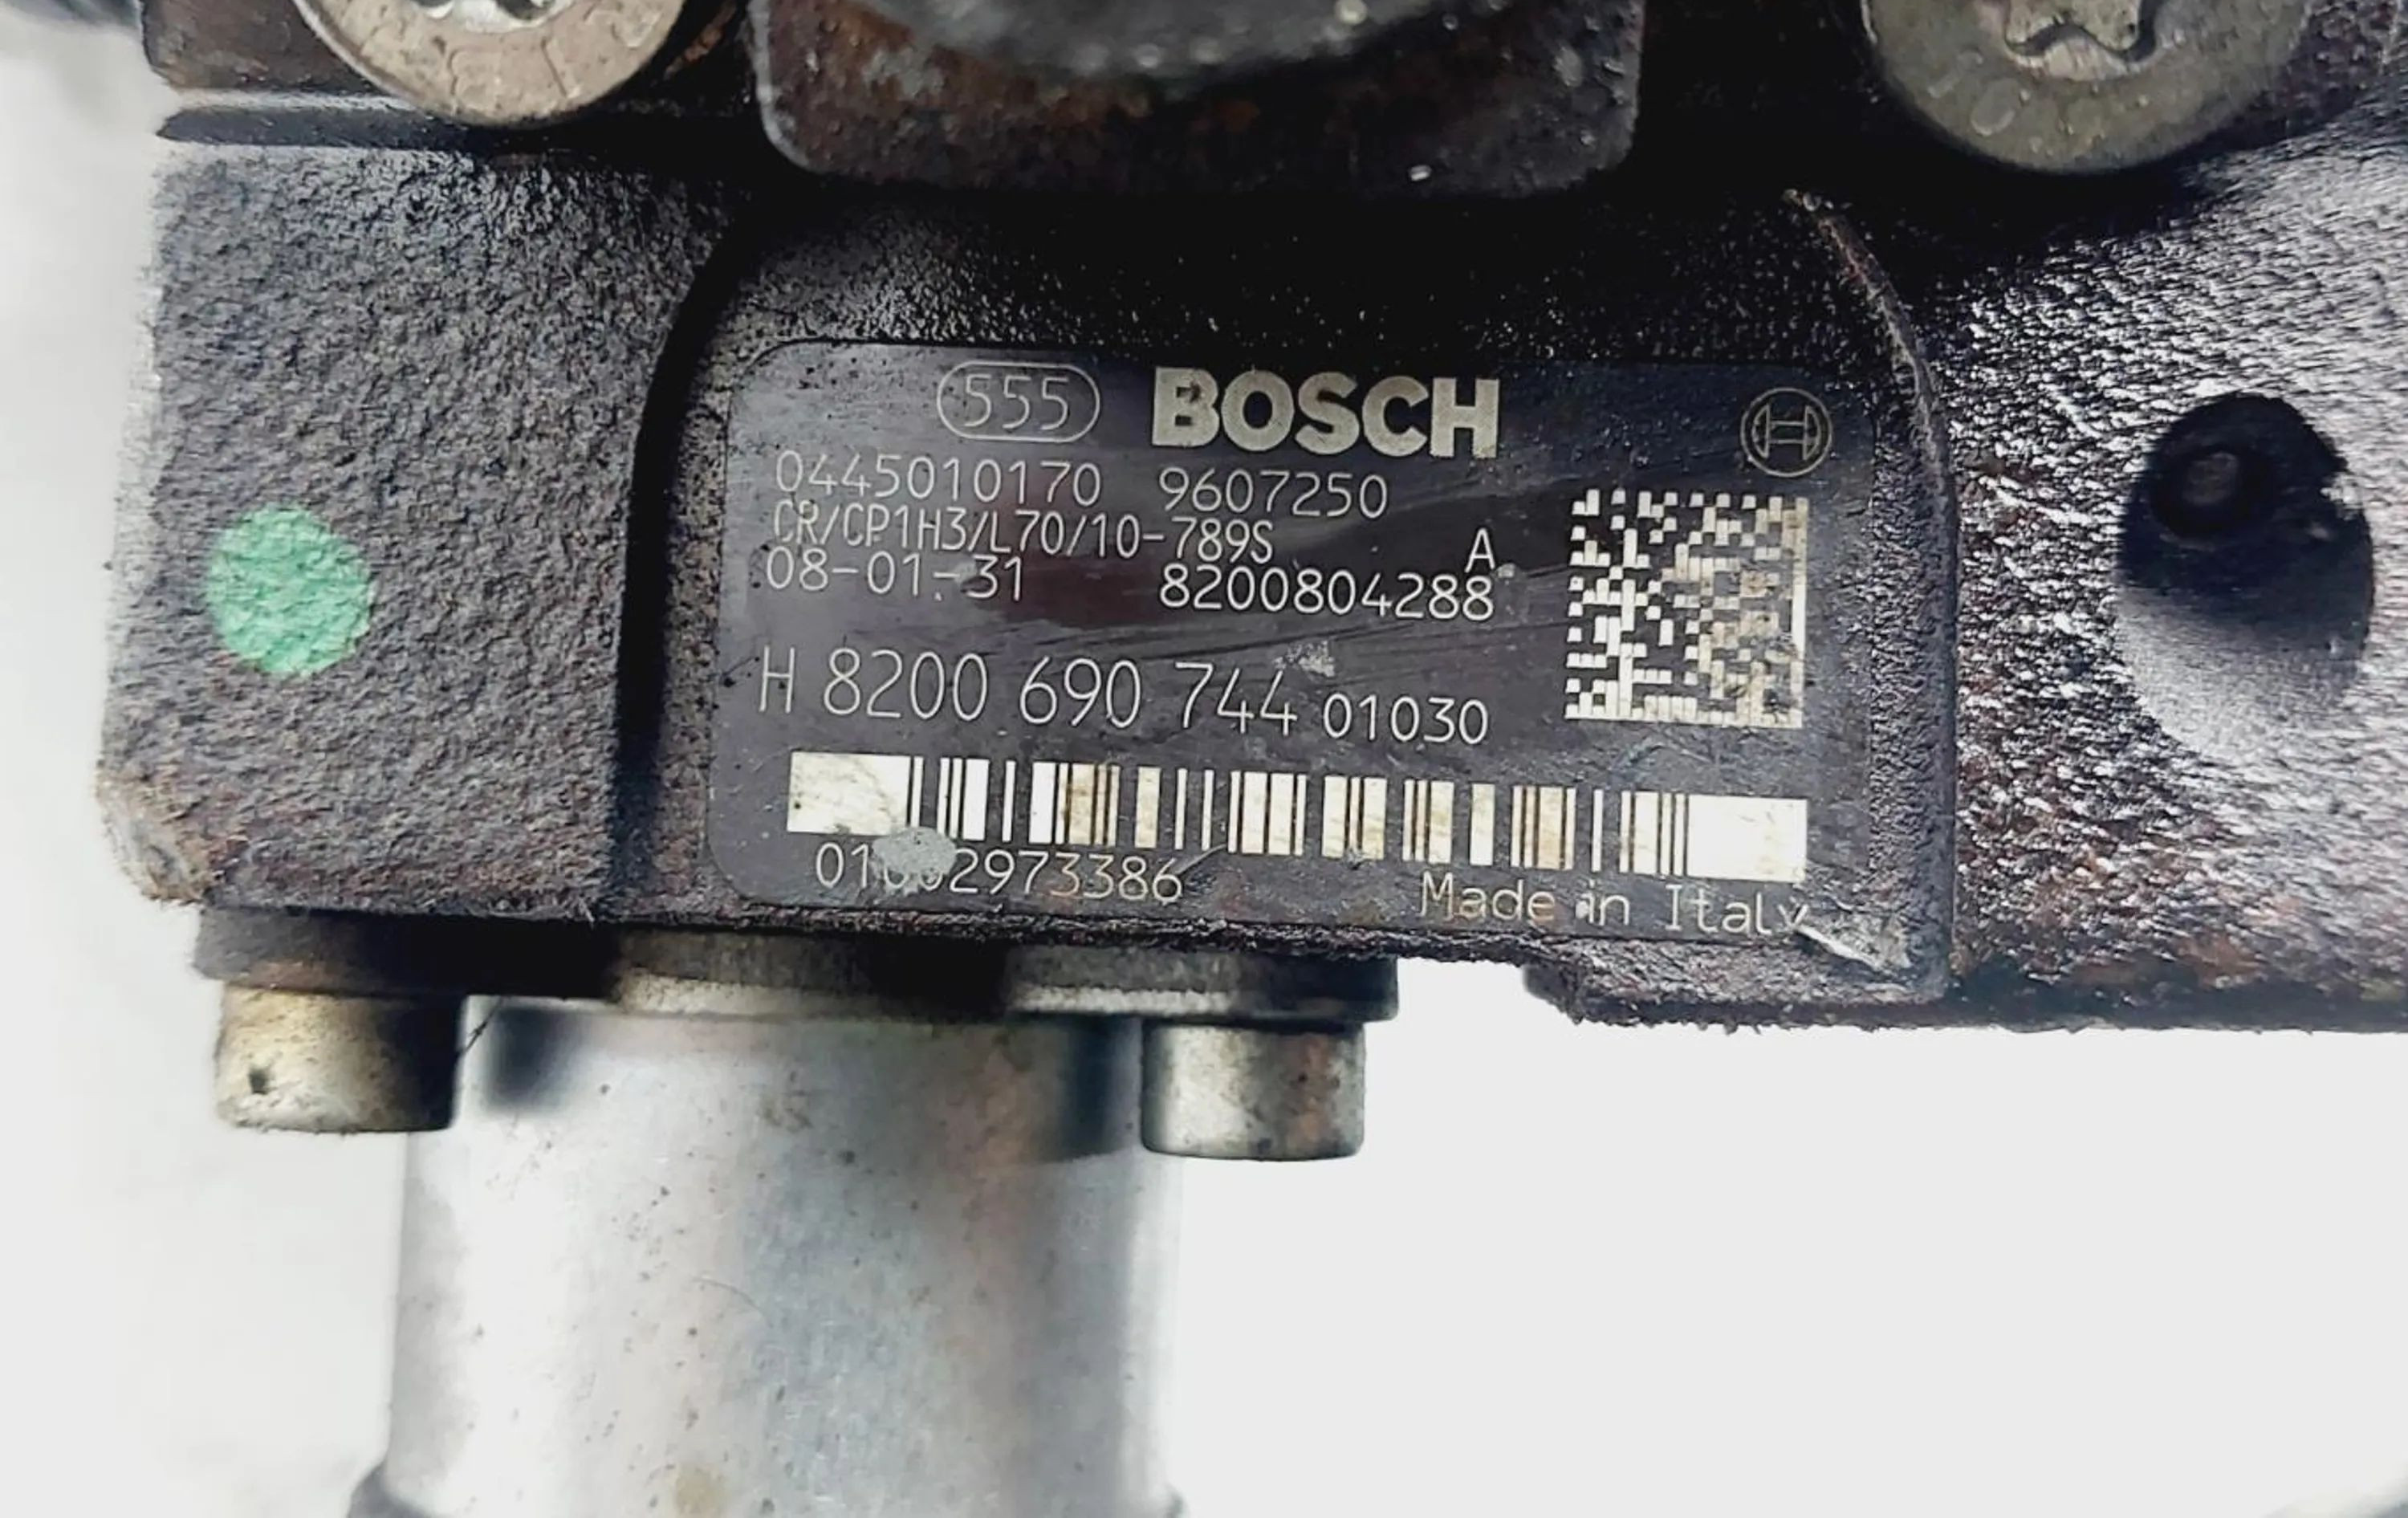 555 BOSCH
0445010170 9607250
CR/CP1H3/L70/10-789S A
08-01-31 8200804288
H 8200 690 744 01030
Made in Italy